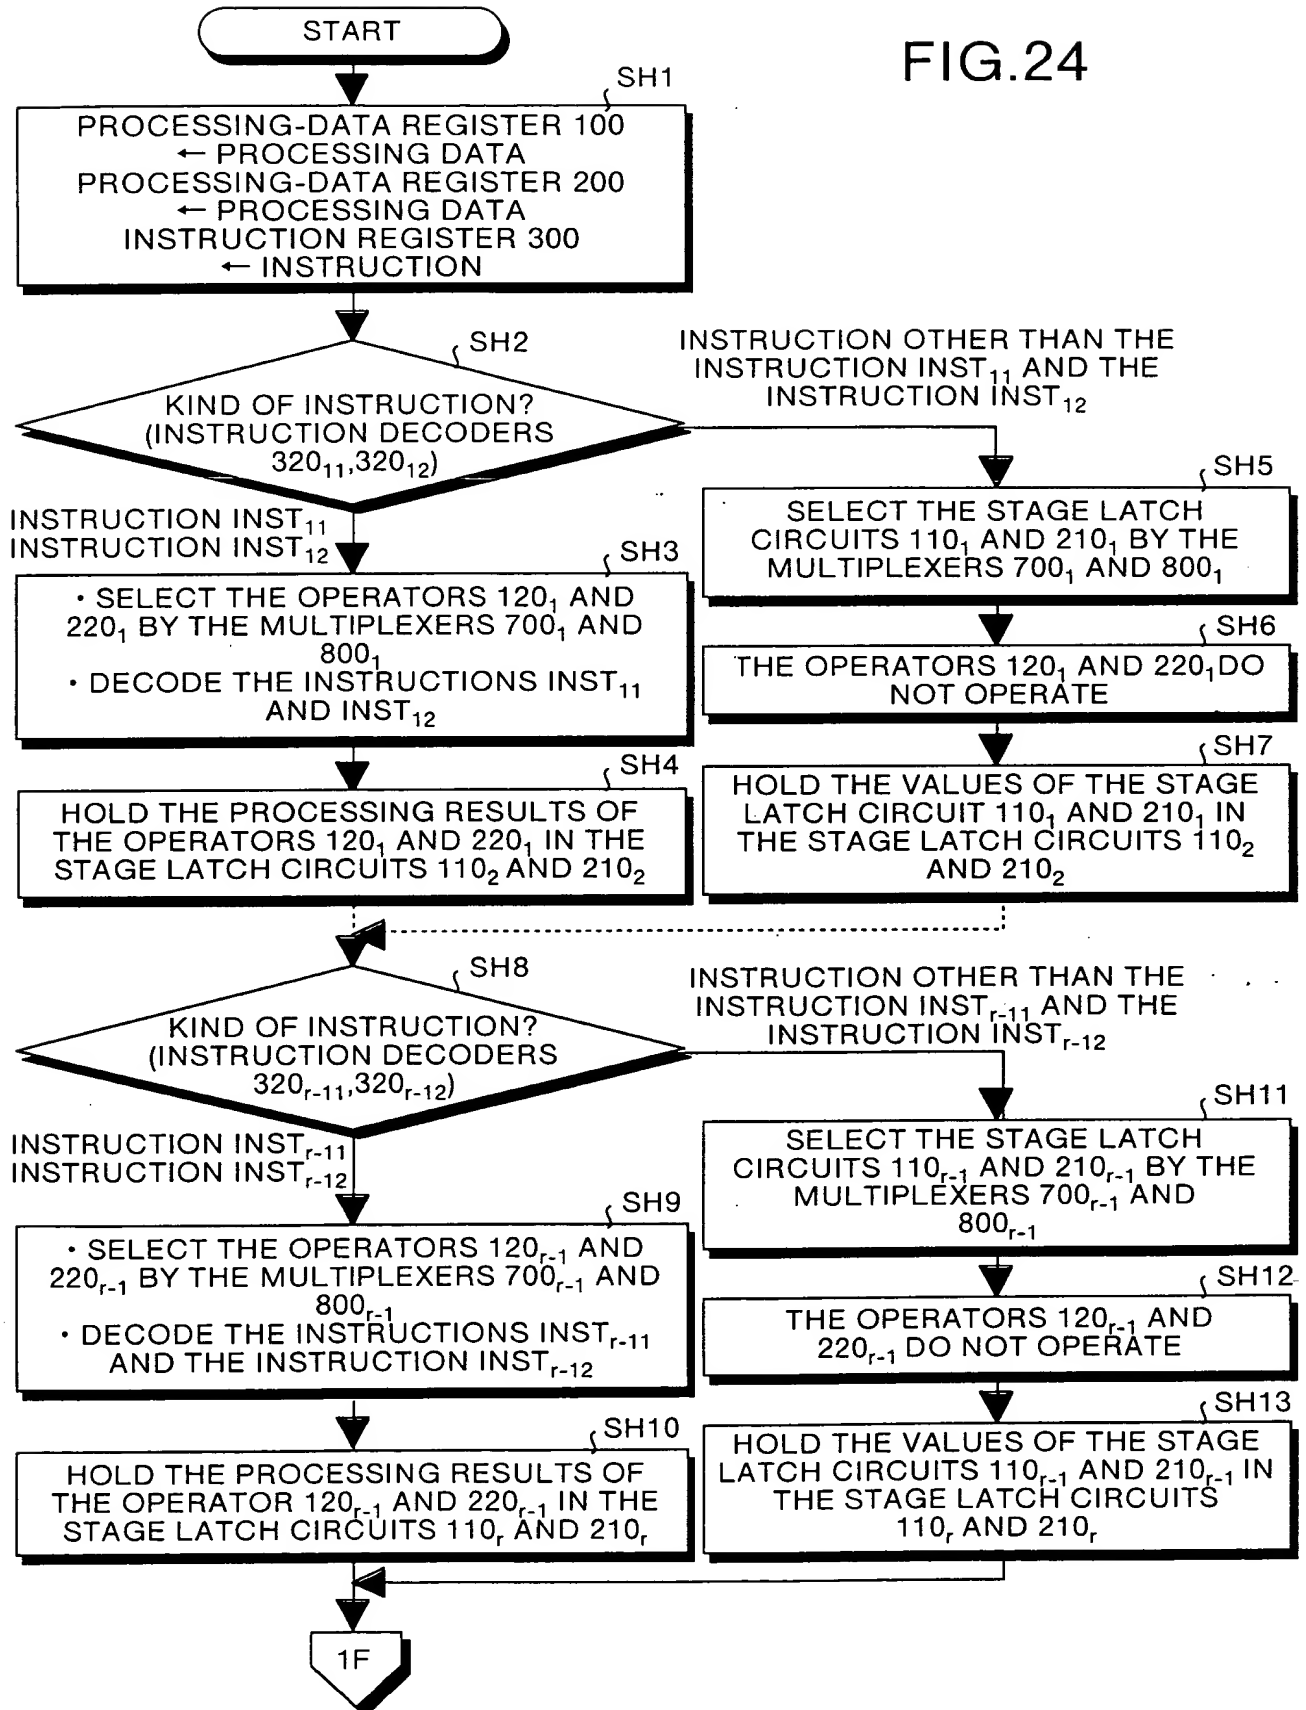 START
FIG.24
SH1
PROCESSING-DATA REGISTER 100
← PROCESSING DATA
PROCESSING-DATA REGISTER 200
← PROCESSING DATA
INSTRUCTION REGISTER 300
← INSTRUCTION
SH2
KIND OF INSTRUCTION?
(INSTRUCTION DECODERS
320₁₁,320₁₂)
INSTRUCTION OTHER THAN THE
INSTRUCTION INST₁₁ AND THE
INSTRUCTION INST₁₂
INSTRUCTION INST₁₁
INSTRUCTION INST₁₂
SH3
・SELECT THE OPERATORS 120₁ AND
220₁ BY THE MULTIPLEXERS 700₁ AND
800₁
・DECODE THE INSTRUCTIONS INST₁₁
AND INST₁₂
SH4
HOLD THE PROCESSING RESULTS OF
THE OPERATORS 120₁ AND 220₁ IN THE
STAGE LATCH CIRCUITS 110₂ AND 210₂
SH5
SELECT THE STAGE LATCH
CIRCUITS 110₁ AND 210₁ BY THE
MULTIPLEXERS 700₁ AND 800₁
SH6
THE OPERATORS 120₁ AND 220₁DO
NOT OPERATE
SH7
HOLD THE VALUES OF THE STAGE
LATCH CIRCUIT 110₁ AND 210₁ IN
THE STAGE LATCH CIRCUITS 110₂
AND 210₂
SH8
KIND OF INSTRUCTION?
(INSTRUCTION DECODERS
320r-11,320r-12)
INSTRUCTION OTHER THAN THE
INSTRUCTION INSTr-11 AND THE
INSTRUCTION INSTr-12
INSTRUCTION INSTr-11
INSTRUCTION INSTr-12
SH9
・SELECT THE OPERATORS 120r-1 AND
220r-1 BY THE MULTIPLEXERS 700r-1 AND
800r-1
・DECODE THE INSTRUCTIONS INSTr-11
AND THE INSTRUCTION INSTr-12
SH10
HOLD THE PROCESSING RESULTS OF
THE OPERATOR 120r-1 AND 220r-1 IN THE
STAGE LATCH CIRCUITS 110r AND 210r
SH11
SELECT THE STAGE LATCH
CIRCUITS 110r-1 AND 210r-1 BY THE
MULTIPLEXERS 700r-1 AND
800r-1
SH12
THE OPERATORS 120r-1 AND
220r-1 DO NOT OPERATE
SH13
HOLD THE VALUES OF THE STAGE
LATCH CIRCUITS 110r-1 AND 210r-1 IN
THE STAGE LATCH CIRCUITS
110r AND 210r
1F